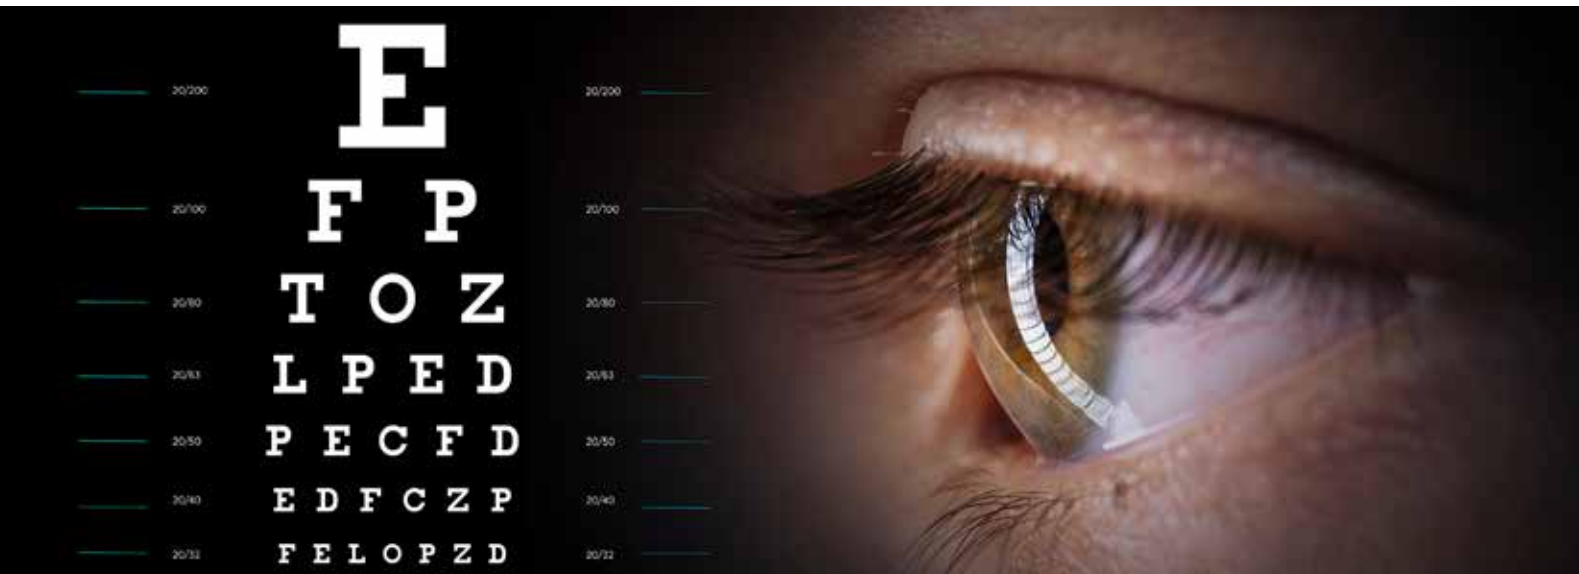 20/200 E 20/200
20/100 F P 20/100
20/80 T O Z 20/80
20/63 L P E D 20/63
20/50 P E C F D 20/50
20/40 E D F C Z P 20/40
20/32 F E L O P Z D 20/32